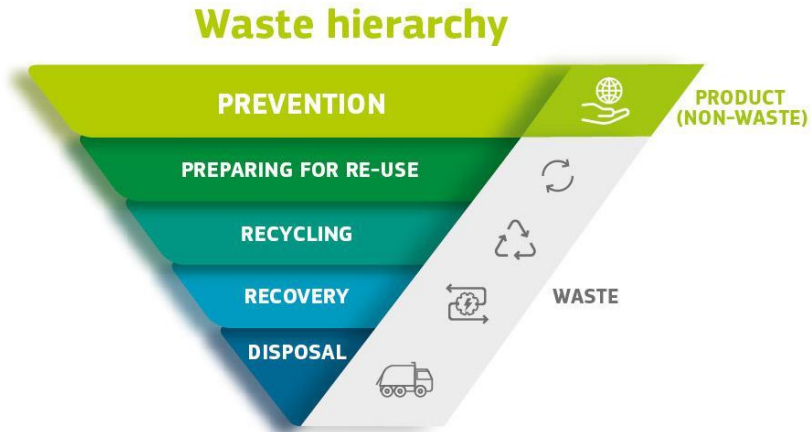 Waste hierarchy
PREVENTION
PRODUCT
(NON-WASTE)
PREPARING FOR RE-USE
RECYCLING
RECOVERY
WASTE
DISPOSAL